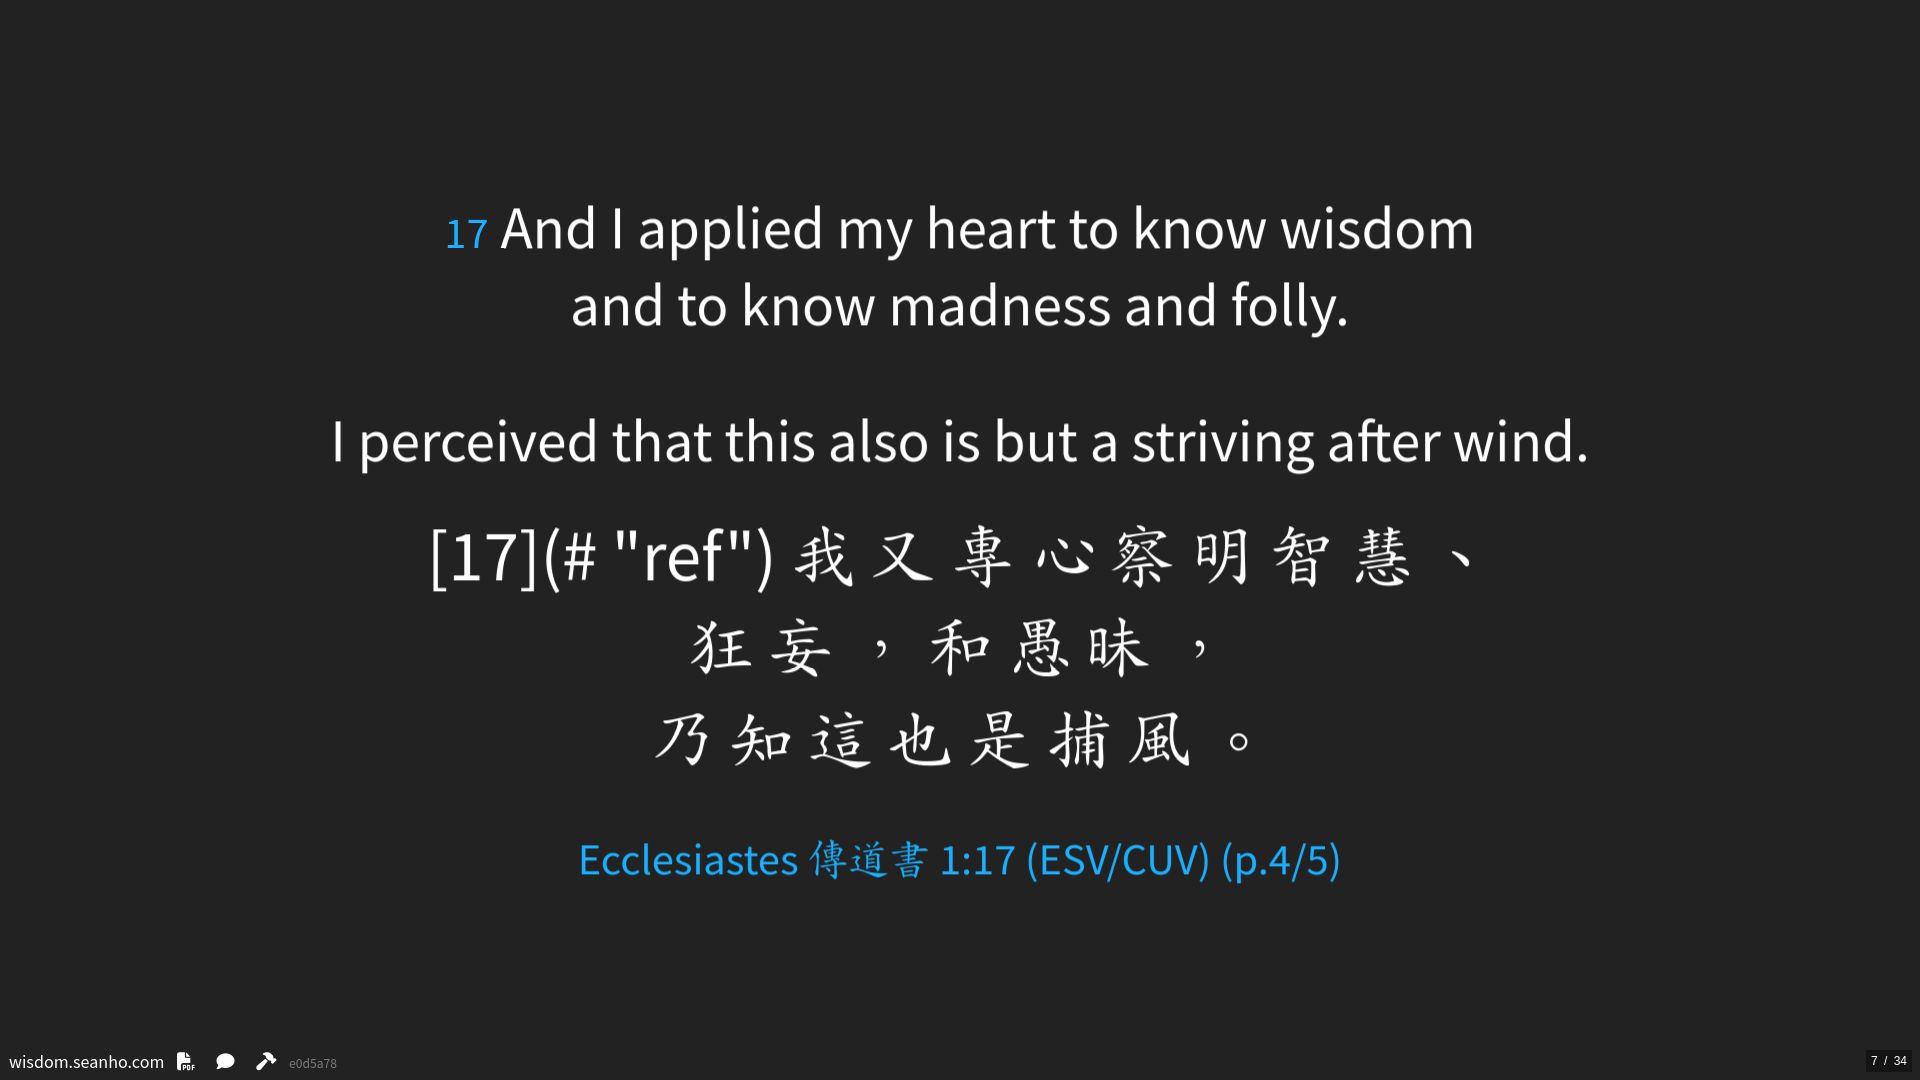 17 And I applied my heart to know wisdom
and to know madness and folly.
I perceived that this also is but a striving after wind.
[17](# "ref") 我又專心察明智慧、
狂妄，和愚昧，
乃知這也是捕風。
Ecclesiastes 傳道書 1:17 (ESV/CUV) (p.4/5)
wisdom.seanho.com PDF e0d5a78
7 / 34